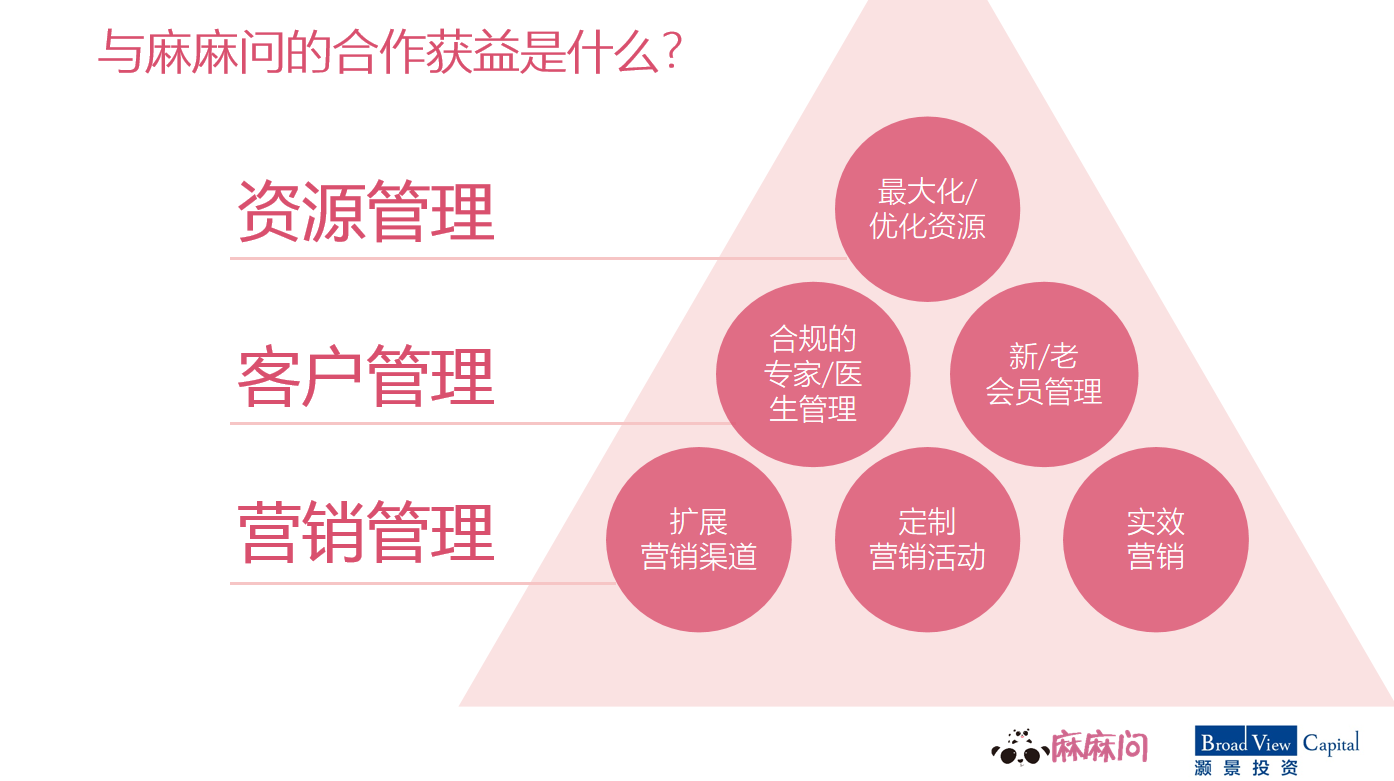 与麻麻问的合作获益是什么？
资源管理
最大化/
优化资源
客户管理
合规的
专家/医
生管理
新/老
会员管理
营销管理
扩展
营销渠道
定制
营销活动
实效
营销
麻麻问
Broad View Capital
灏景投资